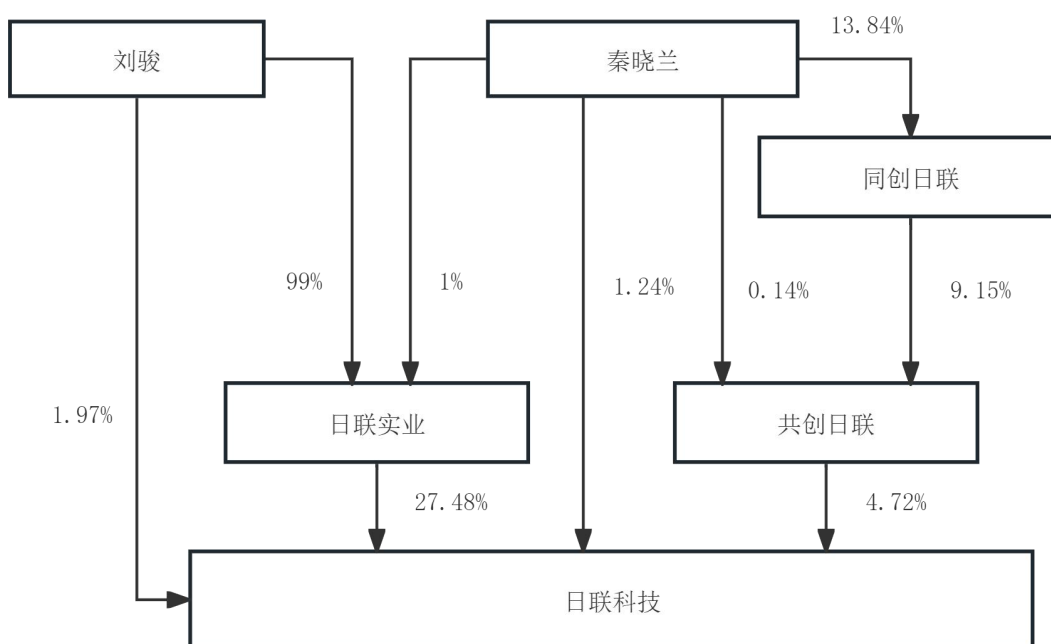 13.84%
刘骏
秦晓兰
同创日联
99%
1%
1.24%
0.14%
9.15%
1.97%
日联实业
共创日联
27.48%
4.72%
日联科技